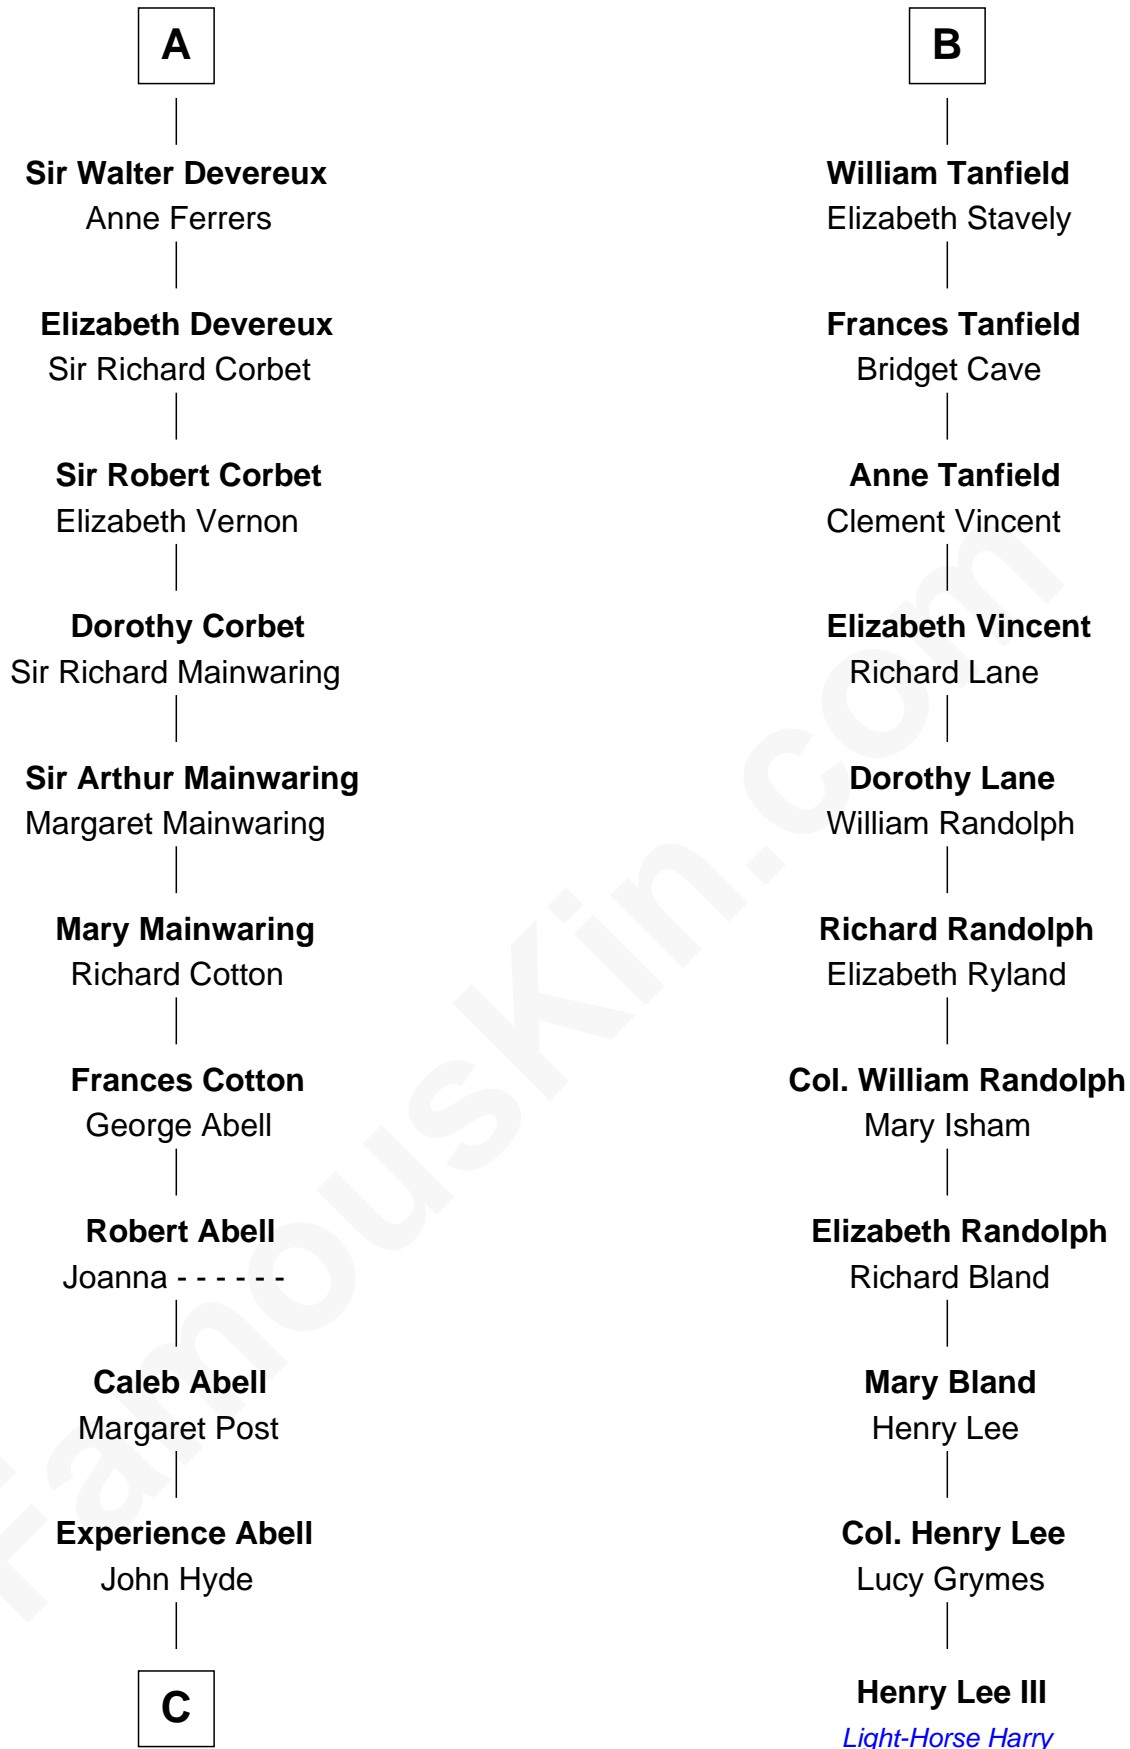 A
Sir Walter Devereux
Anne Ferrers
Elizabeth Devereux
Sir Richard Corbet
Sir Robert Corbet
Elizabeth Vernon
Dorothy Corbet
Sir Richard Mainwaring
Sir Arthur Mainwaring
Margaret Mainwaring
Mary Mainwaring
Richard Cotton
Frances Cotton
George Abell
Robert Abell
Joanna - - - - - -
Caleb Abell
Margaret Post
Experience Abell
John Hyde
C
B
William Tanfield
Elizabeth Stavely
Frances Tanfield
Bridget Cave
Anne Tanfield
Clement Vincent
Elizabeth Vincent
Richard Lane
Dorothy Lane
William Randolph
Richard Randolph
Elizabeth Ryland
Col. William Randolph
Mary Isham
Elizabeth Randolph
Richard Bland
Mary Bland
Henry Lee
Col. Henry Lee
Lucy Grymes
Henry Lee III
Light-Horse Harry
FamousKin.com